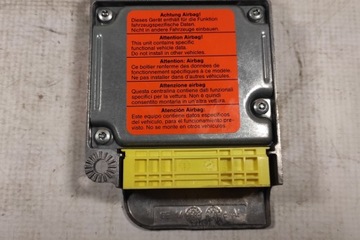 Achtung Airbag!
Dieses Gerät enthält für die Funktion
fahrzeugspezifische Daten.
Nicht in andere Fahrzeuge einbauen.
Attention Airbag!
This unit contains specific
functional vehicle data.
Do not install in other vehicles.
Attention: Airbag
Ce boîtier renferme des données de
fonctionnement spécifiques à ce modèle.
Ne pas installer dans d'autres véhicules.
Attenzione airbag
Questa centralina contiene dati funzionali
specifici per la vettura. Non è quindi
consentito montarla in un'altra vettura.
Atención Airbag!
Este equipo contiene datos específicos
del vehículo, para el funcionamiento pre-
visto. No se monte en otros vehículos.